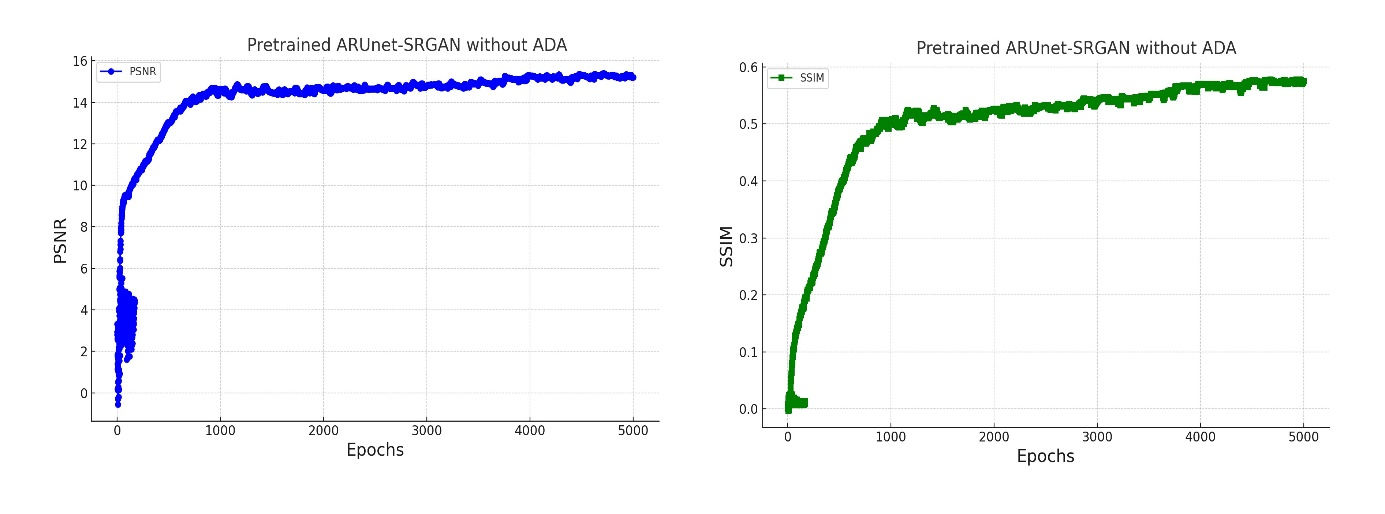 Pretrained ARUnet-SRGAN without ADA
PSNR
16
14
12
10
8
6
4
2
0
PSNR
0 1000 2000 3000 4000 5000
Epochs
Pretrained ARUnet-SRGAN without ADA
SSIM
0.6
0.5
0.4
0.3
0.2
0.1
0.0
SSIM
0 1000 2000 3000 4000 5000
Epochs